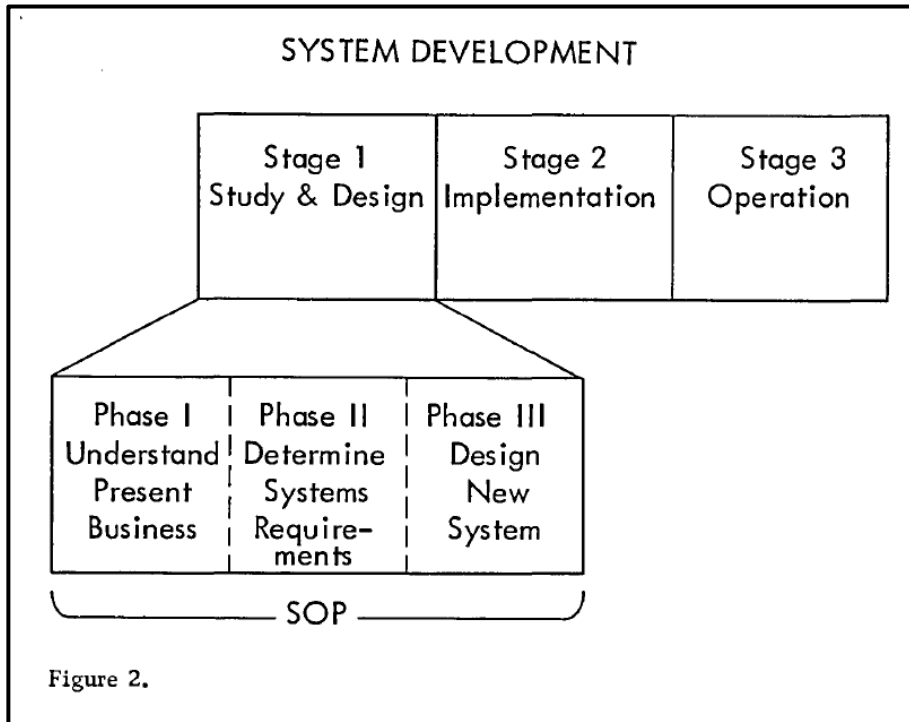 SYSTEM DEVELOPMENT
Stage 1
Study & Design
Stage 2
Implementation
Stage 3
Operation
Phase I
Understand
Present
Business
Phase II
Determine
Systems
Require-
ments
Phase III
Design
New
System
SOP
Figure 2.